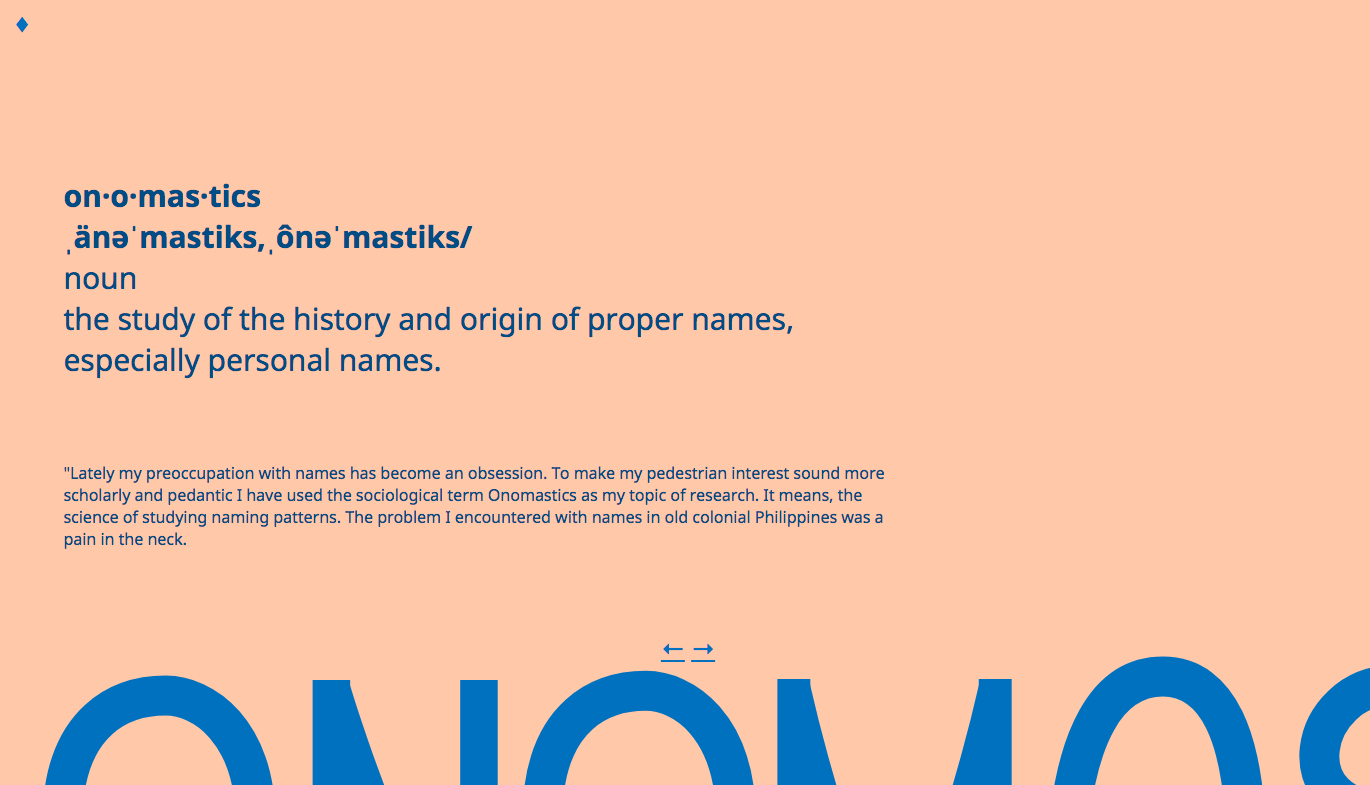 on·o·mas·tics
ˌänəˈmastiks,ˌônəˈmastiks/
noun
the study of the history and origin of proper names,
especially personal names.
"Lately my preoccupation with names has become an obsession. To make my pedestrian interest sound more
scholarly and pedantic I have used the sociological term Onomastics as my topic of research. It means, the
science of studying naming patterns. The problem I encountered with names in old colonial Philippines was a
pain in the neck.
← →
ONOMOS